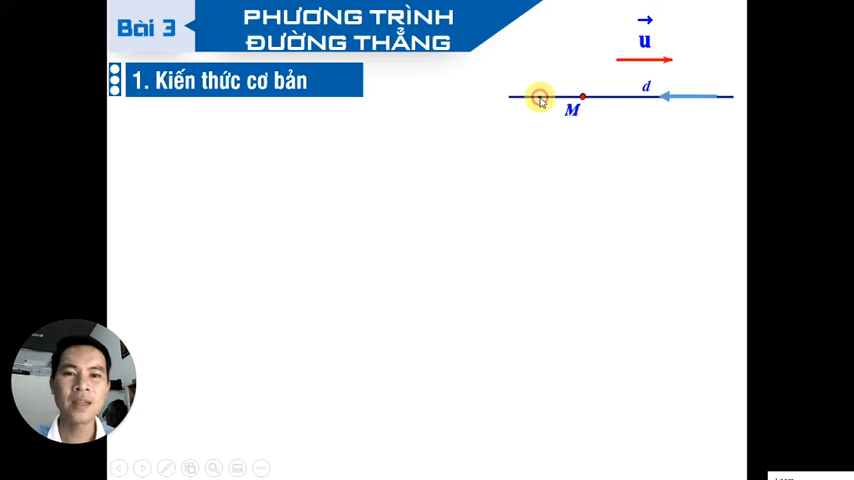 Bài 3
PHƯƠNG TRÌNH
ĐƯỜNG THẲNG
u
1. Kiến thức cơ bản
d
M